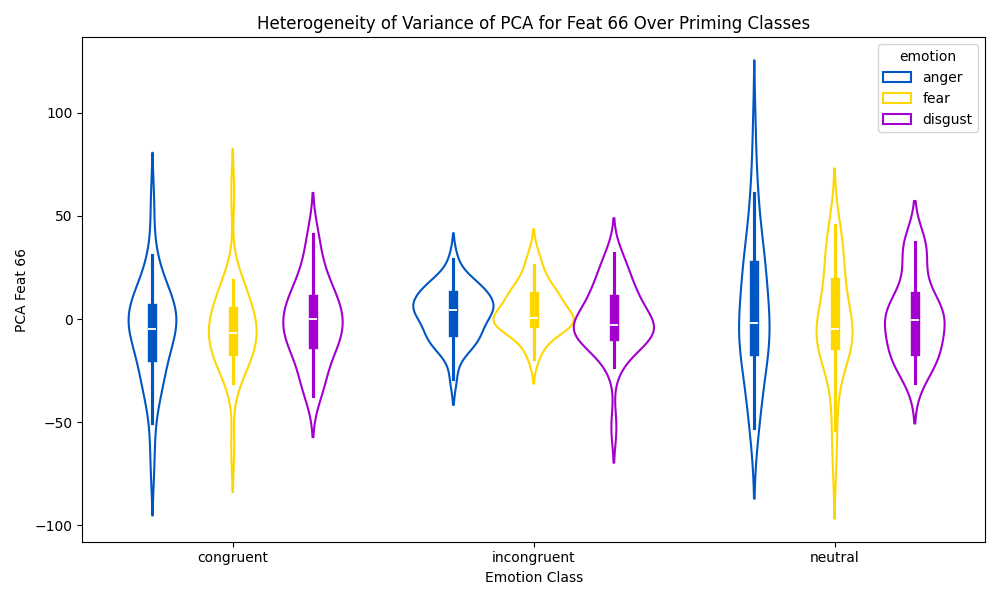 Heterogeneity of Variance of PCA for Feat 66 Over Priming Classes
emotion
anger
fear
disgust
PCA Feat 66
100
50
0
−50
−100
congruent
incongruent
neutral
Emotion Class